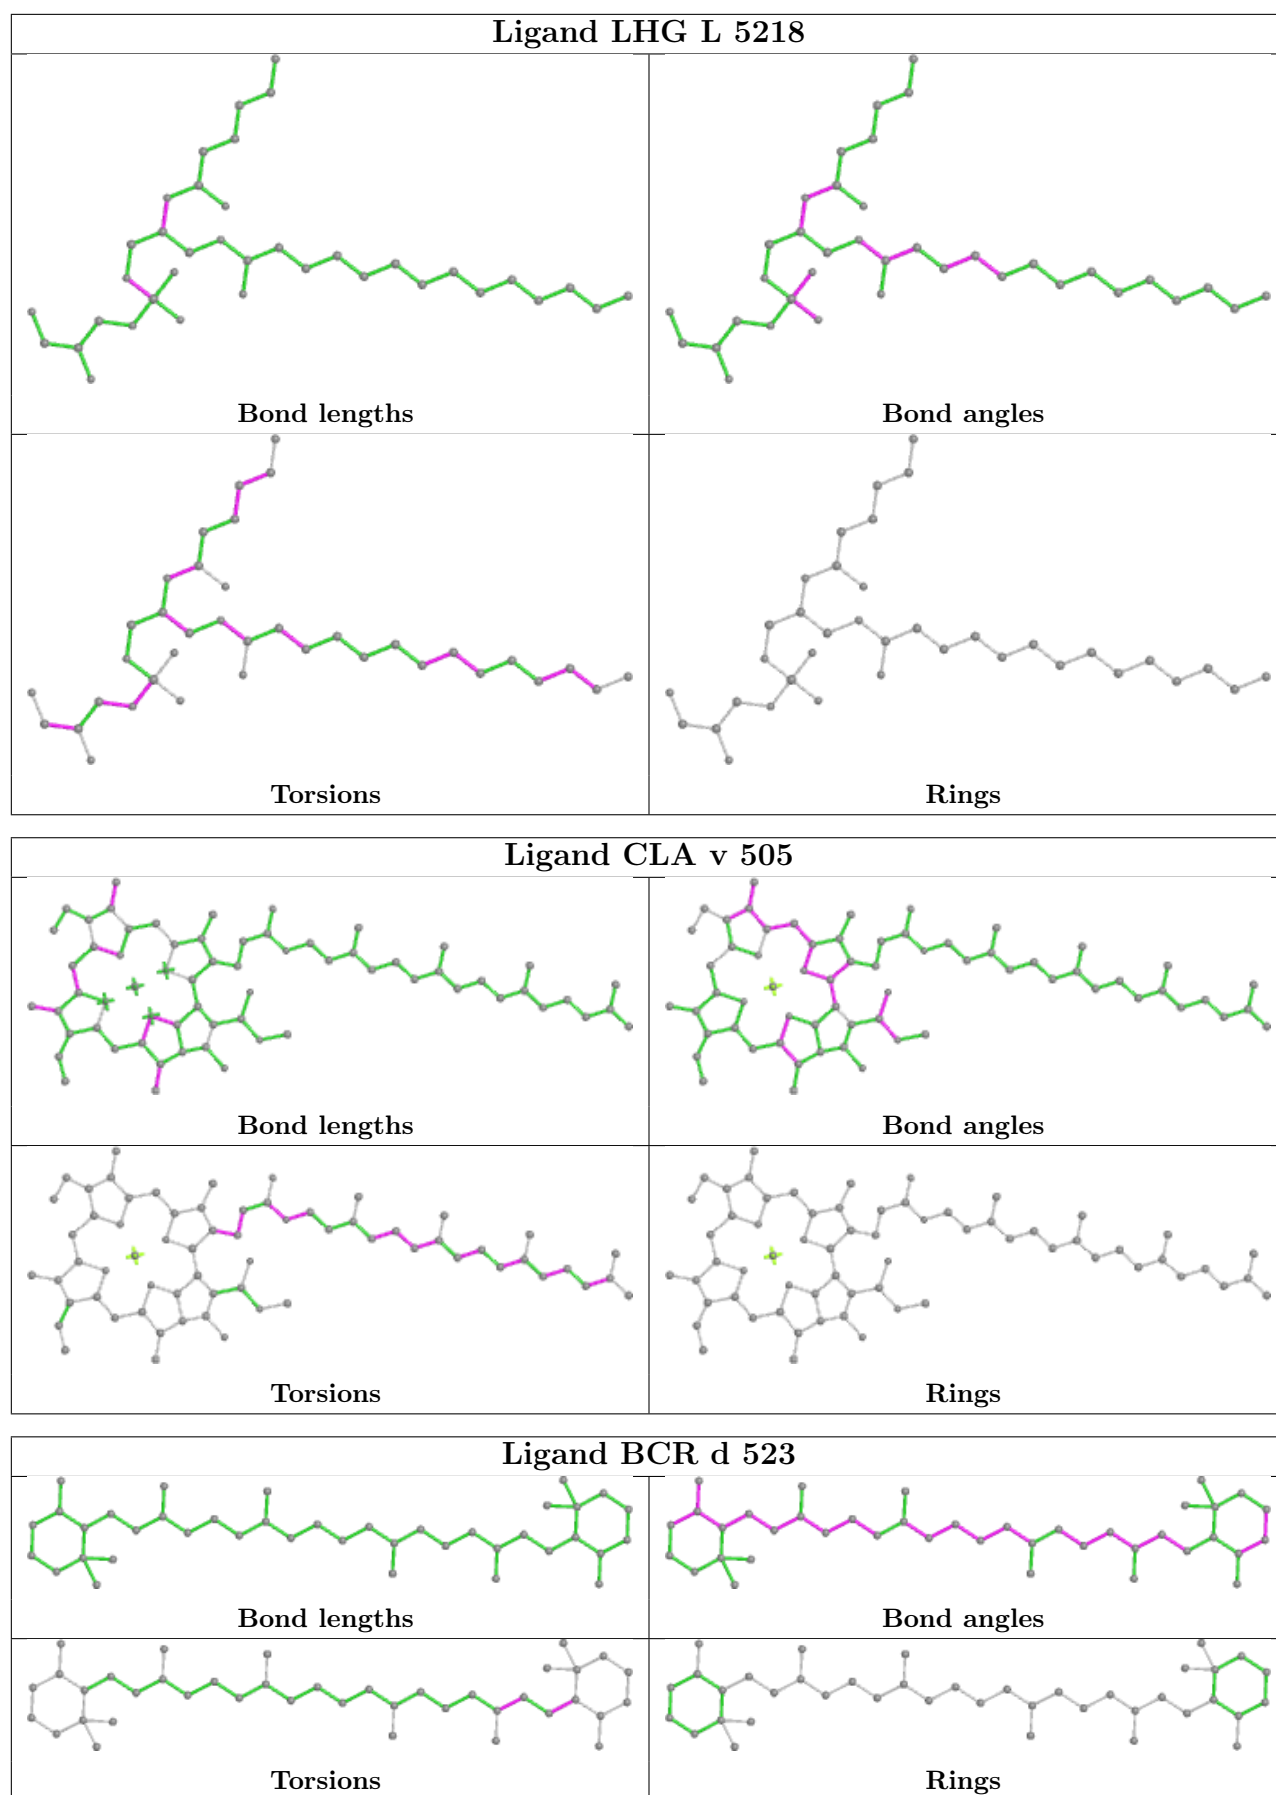 Ligand LHG L 5218
Bond lengths
Bond angles
Torsions
Rings
Ligand CLA v 505
Bond lengths
Bond angles
Torsions
Rings
Ligand BCR d 523
Bond lengths
Bond angles
Torsions
Rings